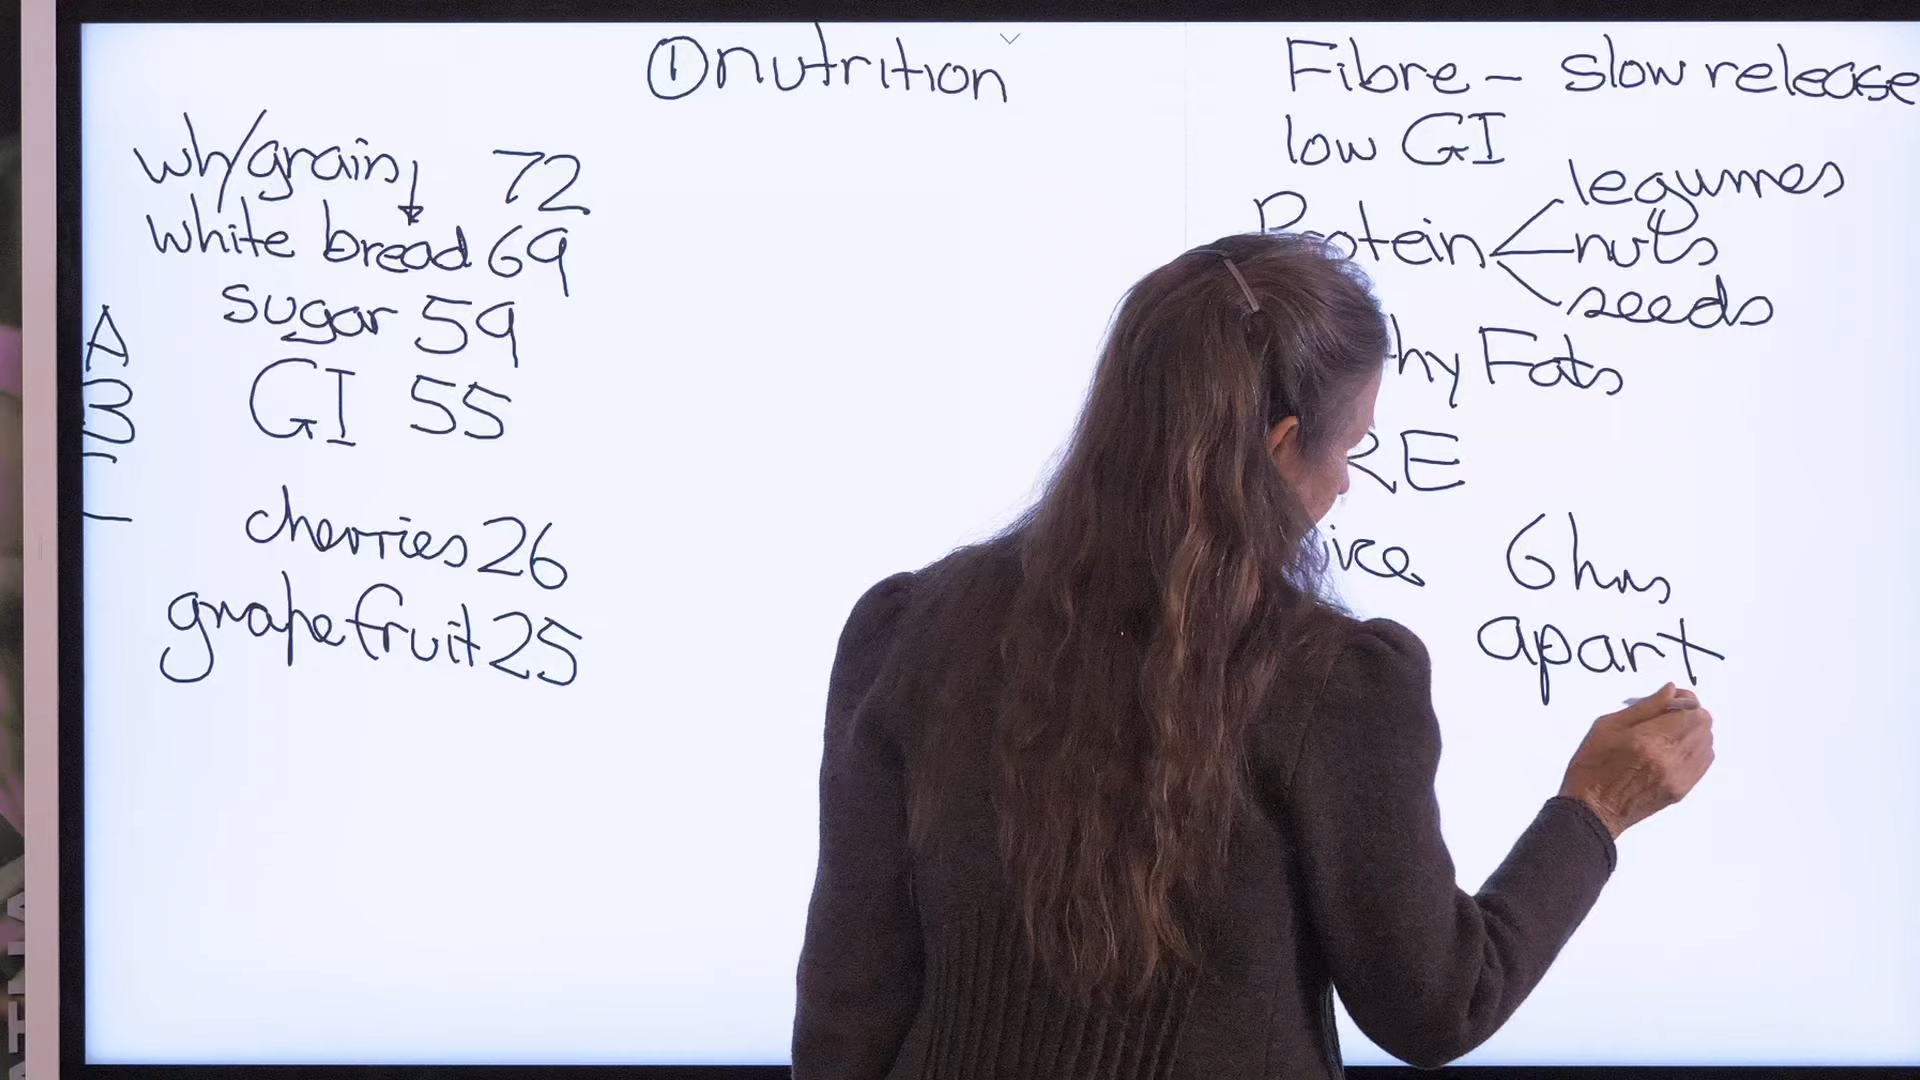 ① nutrition
wh/grain 72
white bread 69
sugar 59
GI 55
cherries 26
grapefruit 25
A
B
Fibre - slow release
low GI
Protein < legumes
nuts
seeds
hy Fats
RE
6 hrs
apart